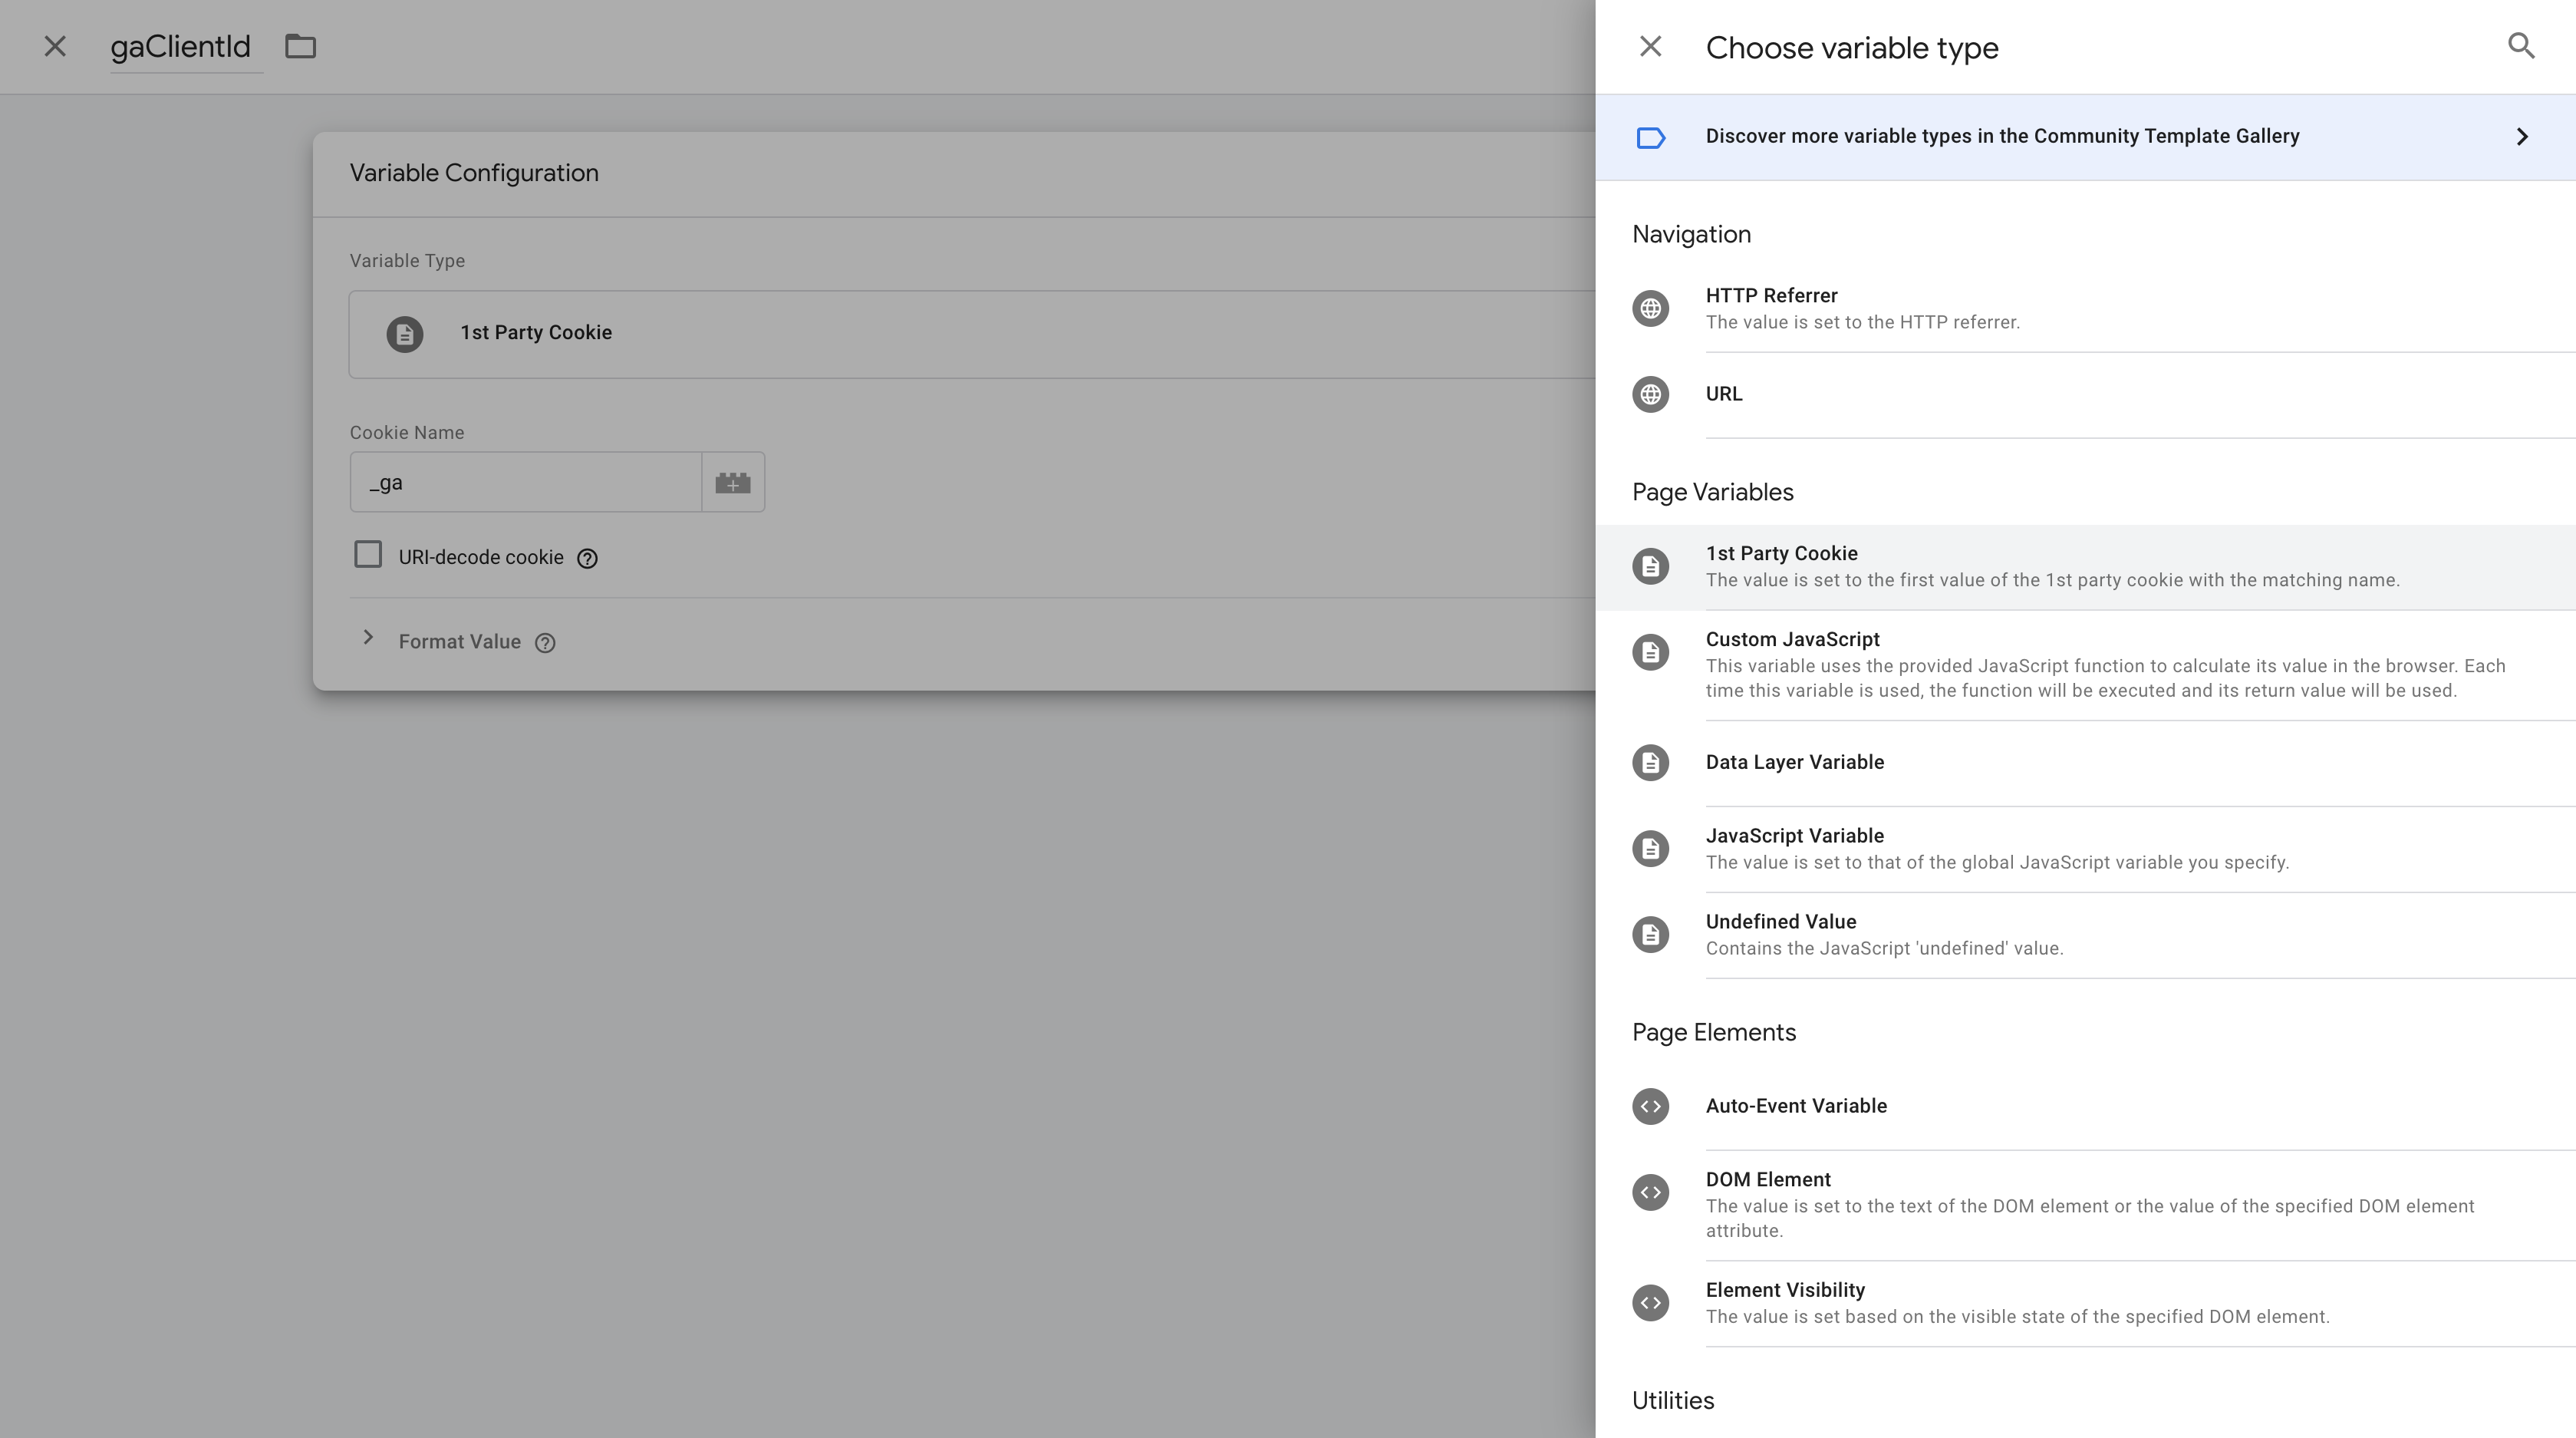 gaClientId
Variable Configuration
Variable Type
1st Party Cookie
Cookie Name
_ga
URI-decode cookie
Format Value
Choose variable type
Discover more variable types in the Community Template Gallery
Navigation
HTTP Referrer
The value is set to the HTTP referrer.
URL
Page Variables
1st Party Cookie
The value is set to the first value of the 1st party cookie with the matching name.
Custom JavaScript
This variable uses the provided JavaScript function to calculate its value in the browser. Each
time this variable is used, the function will be executed and its return value will be used.
Data Layer Variable
JavaScript Variable
The value is set to that of the global JavaScript variable you specify.
Undefined Value
Contains the JavaScript 'undefined' value.
Page Elements
Auto-Event Variable
DOM Element
The value is set to the text of the DOM element or the value of the specified DOM element
attribute.
Element Visibility
The value is set based on the visible state of the specified DOM element.
Utilities